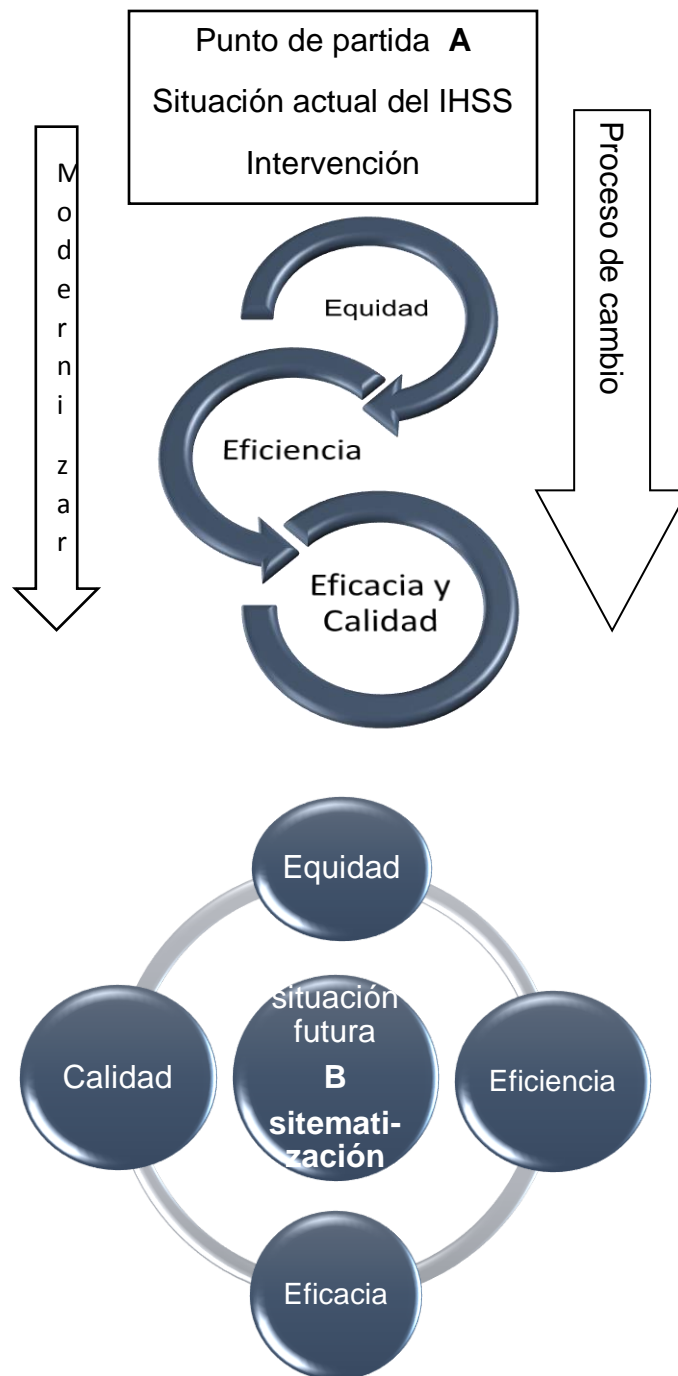 Punto de partida A
Situación actual del IHSS
Intervención
M
o
d
e
r
n
i
z
a
r
Proceso de cambio
Equidad
Eficiencia
Eficacia y
Calidad
Equidad
Calidad
situación
futura
B
sitemati-
zación
Eficiencia
Eficacia